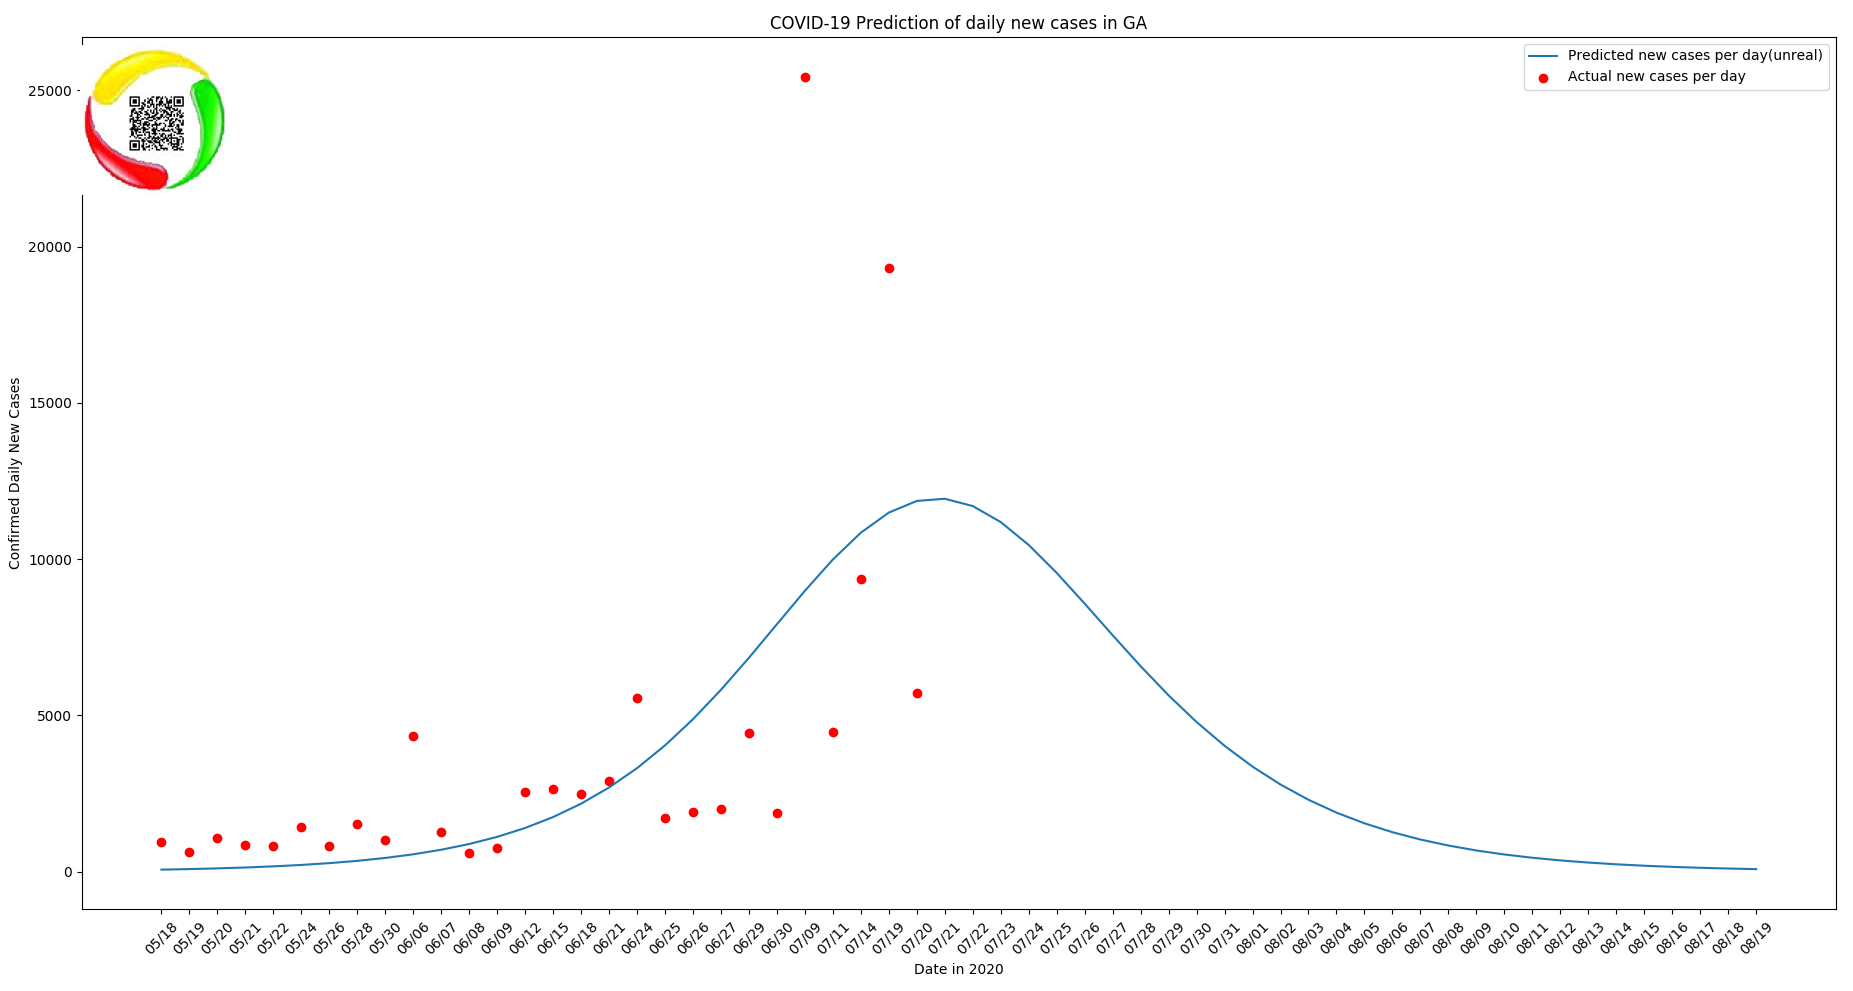 COVID-19 Prediction of daily new cases in GA
Predicted new cases per day(unreal)
Actual new cases per day
25000
20000
15000
10000
5000
0
Confirmed Daily New Cases
05/18 05/19 05/20 05/21 05/22 05/24 05/26 05/28 05/30 06/06 06/07 06/08 06/09 06/12 06/15 06/18 06/21 06/24 06/25 06/26 06/27 06/29 06/30 07/09 07/11 07/14 07/19 07/20 07/21 07/22 07/23 07/24 07/25 07/26 07/27 07/28 07/29 07/30 07/31 08/01 08/02 08/03 08/04 08/05 08/06 08/07 08/08 08/09 08/10 08/11 08/12 08/13 08/14 08/15 08/16 08/17 08/18 08/19
Date in 2020